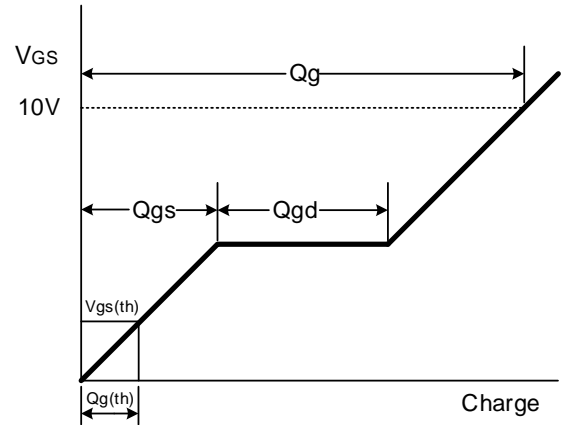 VGS
Qg
10V
Qgs
Qgd
Vgs(th)
Qg(th)
Charge